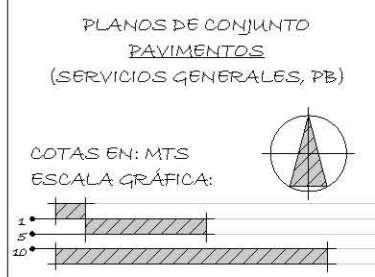 PLANOS DE CONJUNTO
PAVIMENTOS
(SERVICIOS GENERALES, PB)
COTAS EN: MTS
ESCALA GRÁFICA:
1
5
10